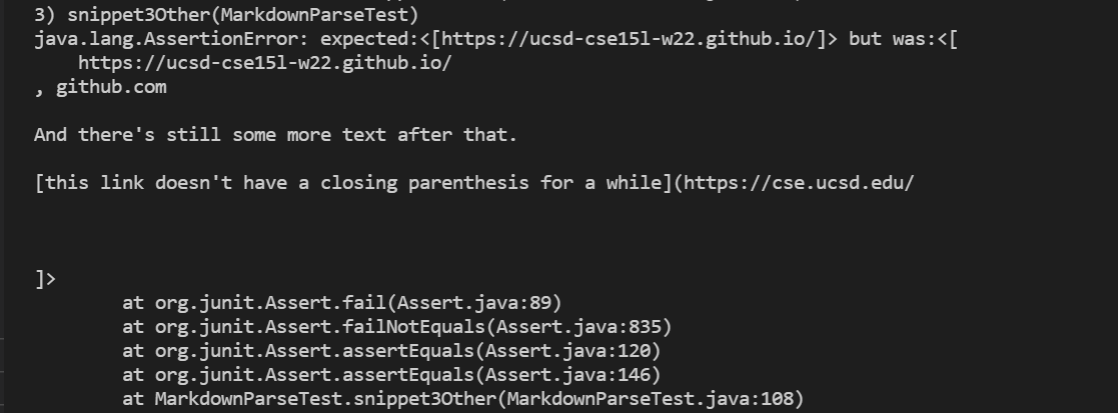 3) snippet3Other(MarkdownParseTest)
java.lang.AssertionError: expected:<[https://ucsd-cse15l-w22.github.io/]> but was:<[
    https://ucsd-cse15l-w22.github.io/
, github.com
And there's still some more text after that.
[this link doesn't have a closing parenthesis for a while](https://cse.ucsd.edu/
]>
        at org.junit.Assert.fail(Assert.java:89)
        at org.junit.Assert.failNotEquals(Assert.java:835)
        at org.junit.Assert.assertEquals(Assert.java:120)
        at org.junit.Assert.assertEquals(Assert.java:146)
        at MarkdownParseTest.snippet3Other(MarkdownParseTest.java:108)